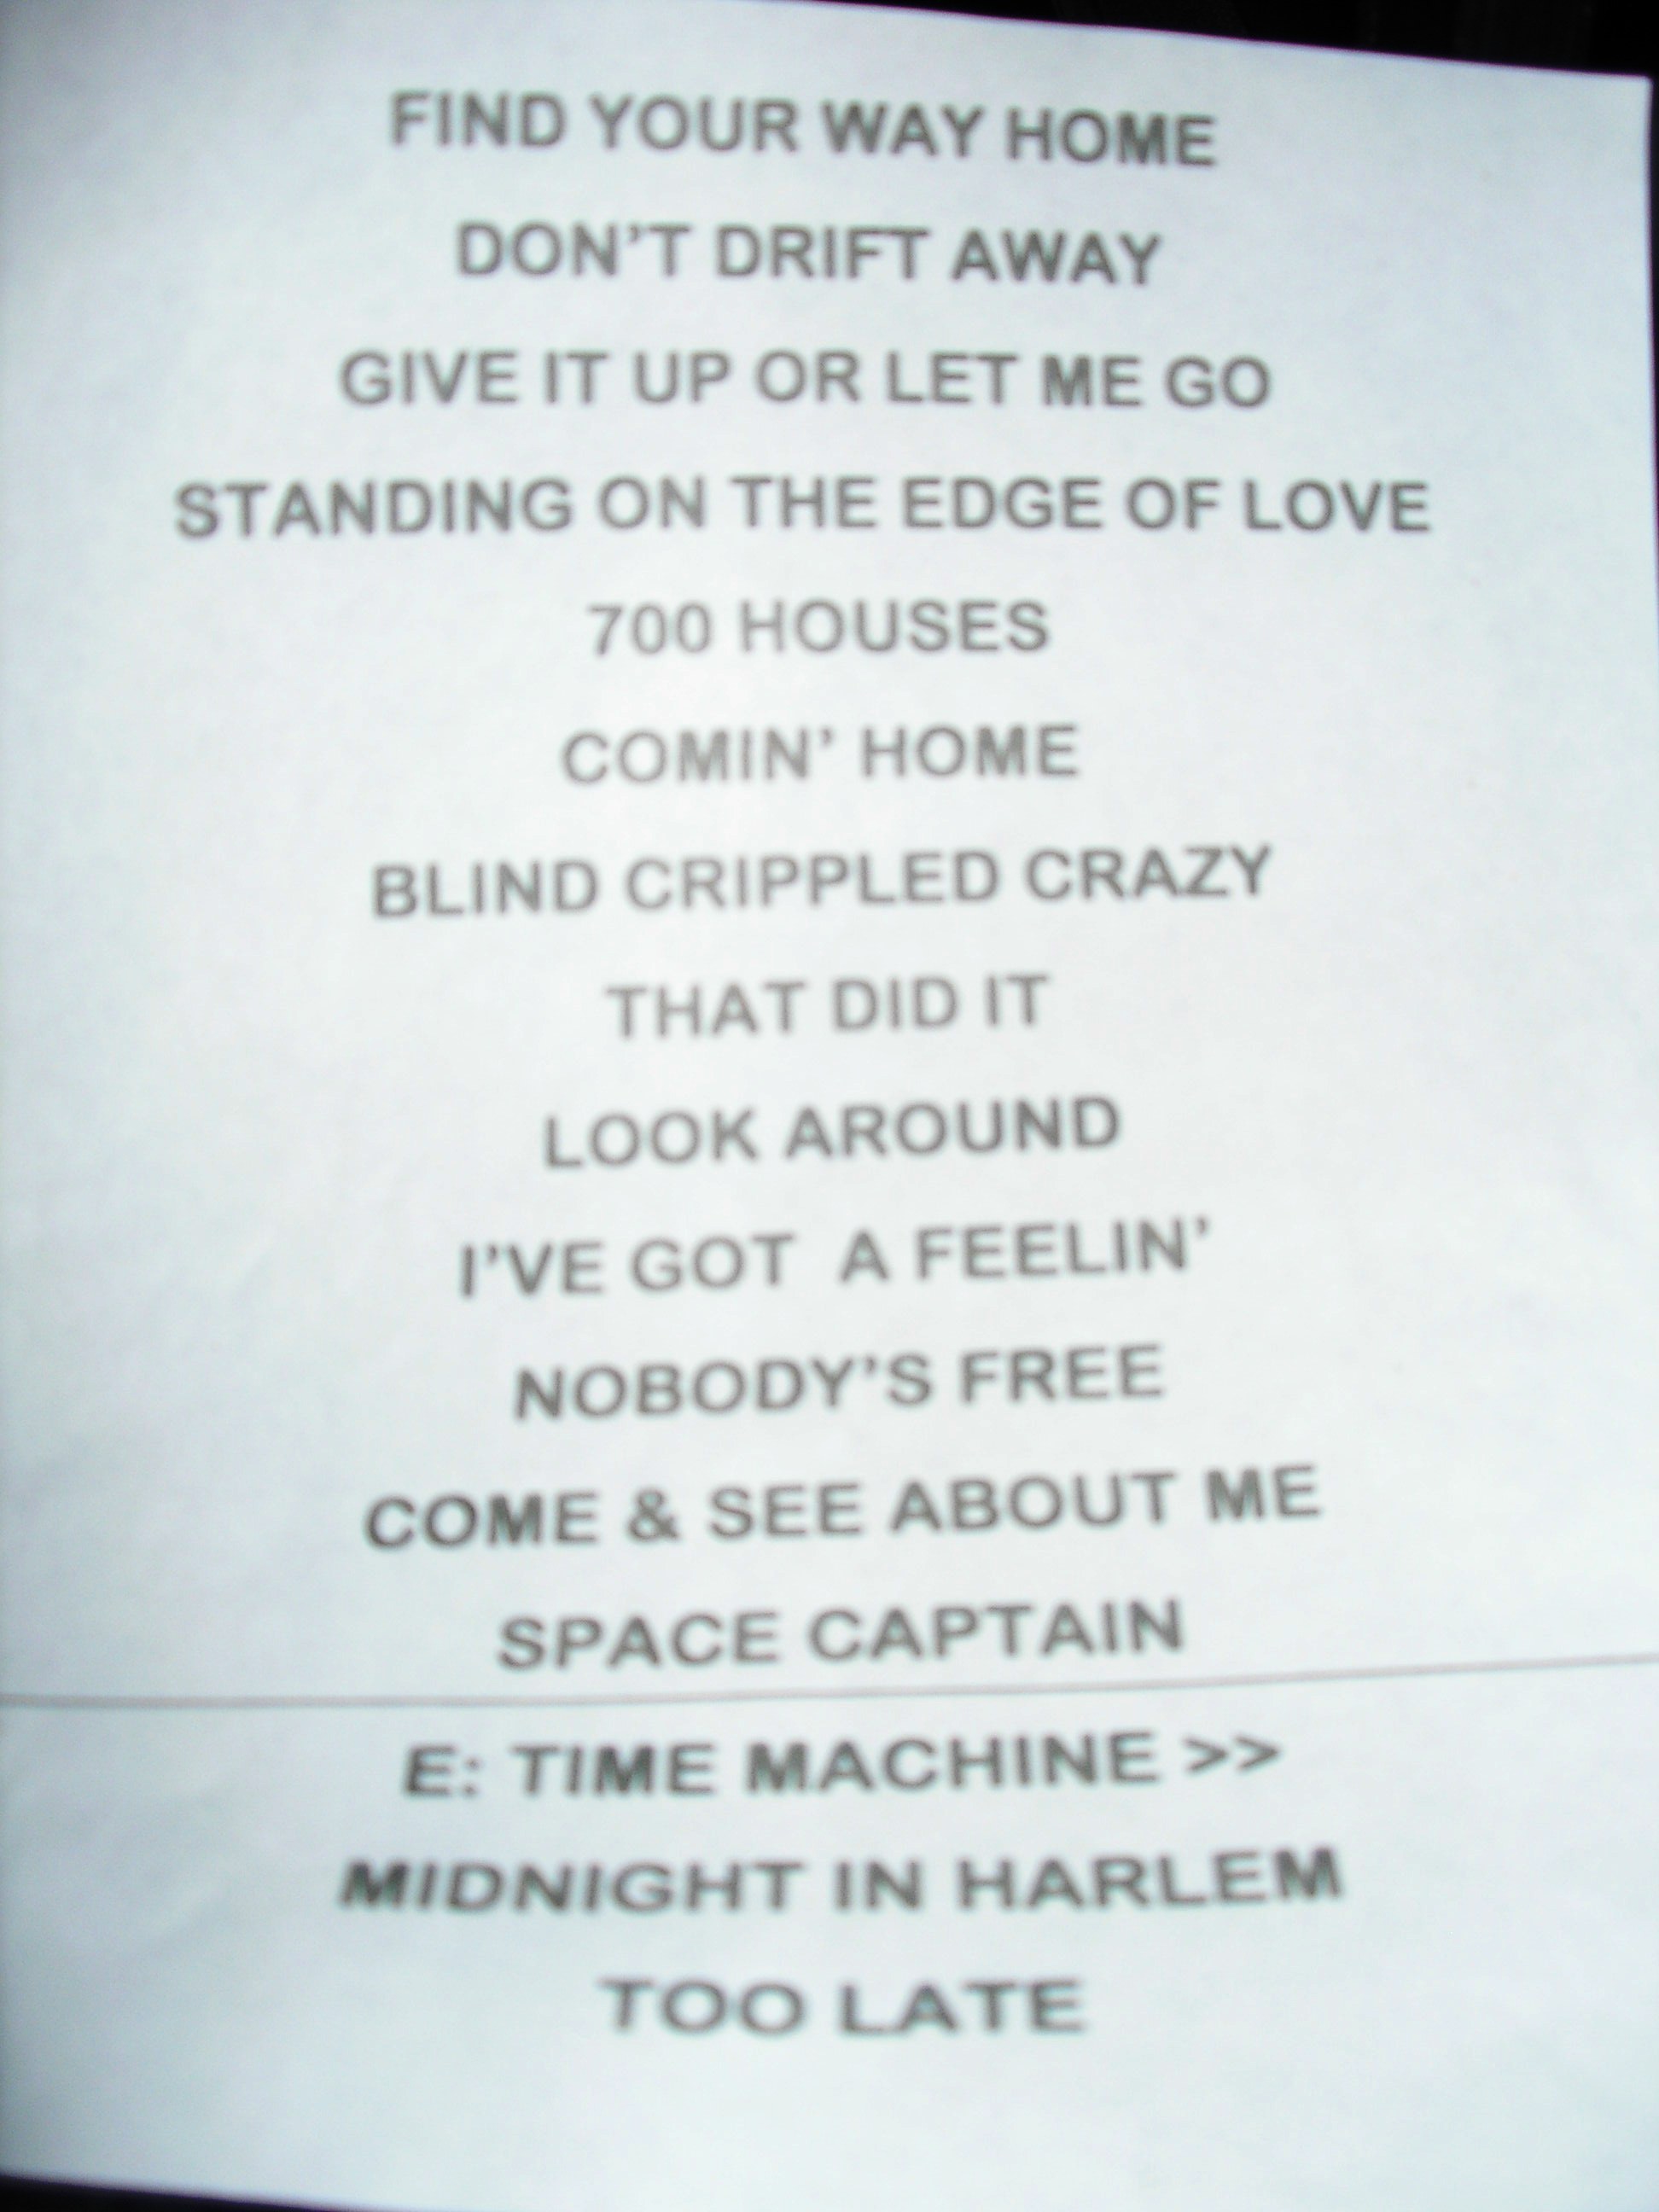 FIND YOUR WAY HOME
DON'T DRIFT AWAY
GIVE IT UP OR LET ME GO
STANDING ON THE EDGE OF LOVE
700 HOUSES
COMIN' HOME
BLIND CRIPPLED CRAZY
THAT DID IT
LOOK AROUND
I'VE GOT  A FEELIN'
NOBODY'S FREE
COME & SEE ABOUT ME
SPACE CAPTAIN
E: TIME MACHINE >>
MIDNIGHT IN HARLEM
TOO LATE